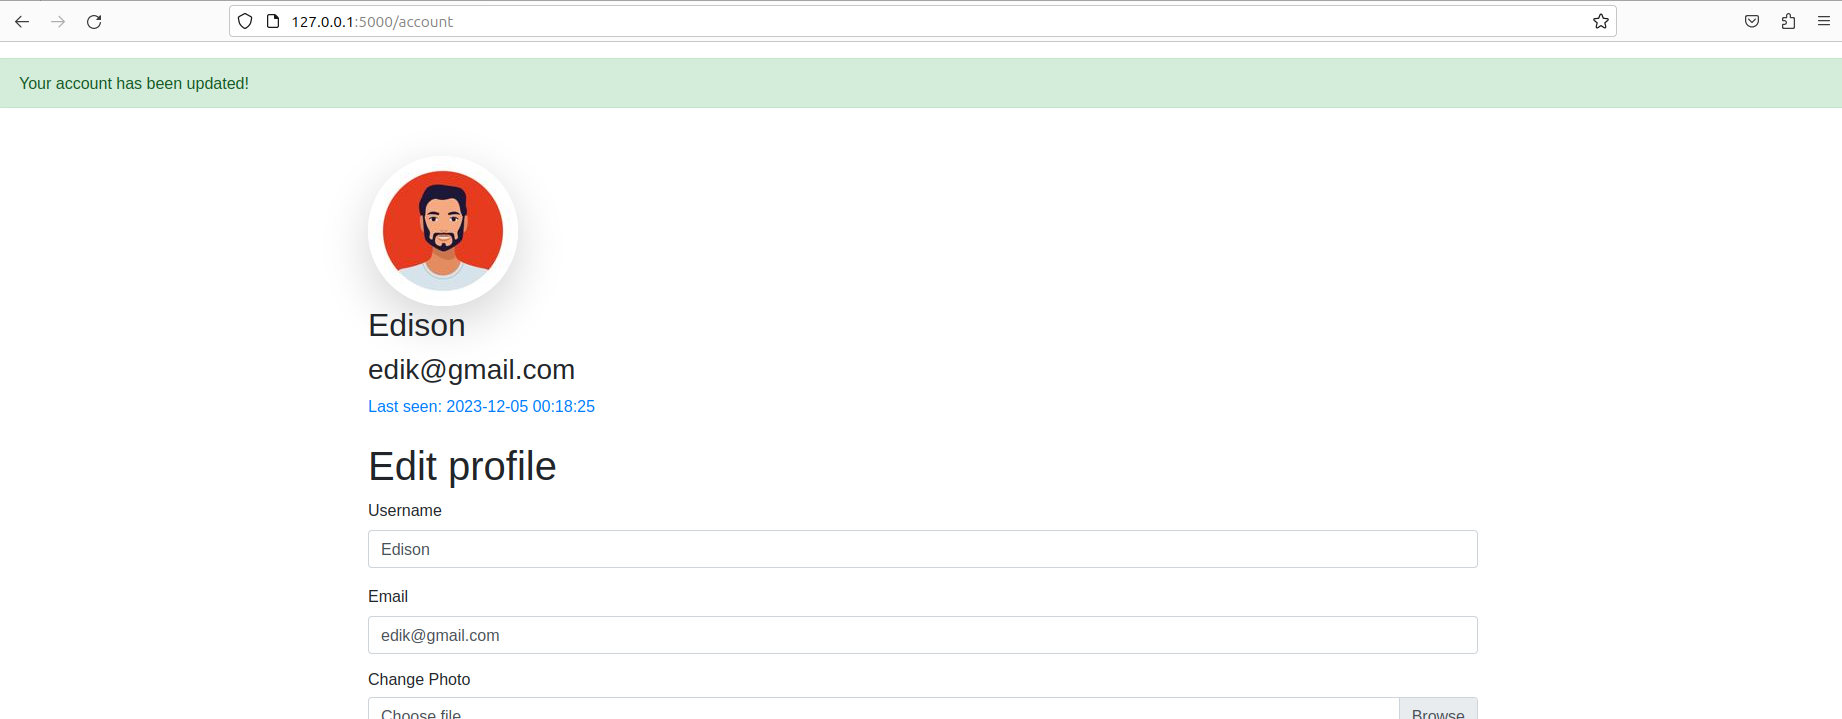 127.0.0.1:5000/account
Your account has been updated!
Edison
edik@gmail.com
Last seen: 2023-12-05 00:18:25
Edit profile
Username
Edison
Email
edik@gmail.com
Change Photo
Choose file
Browse